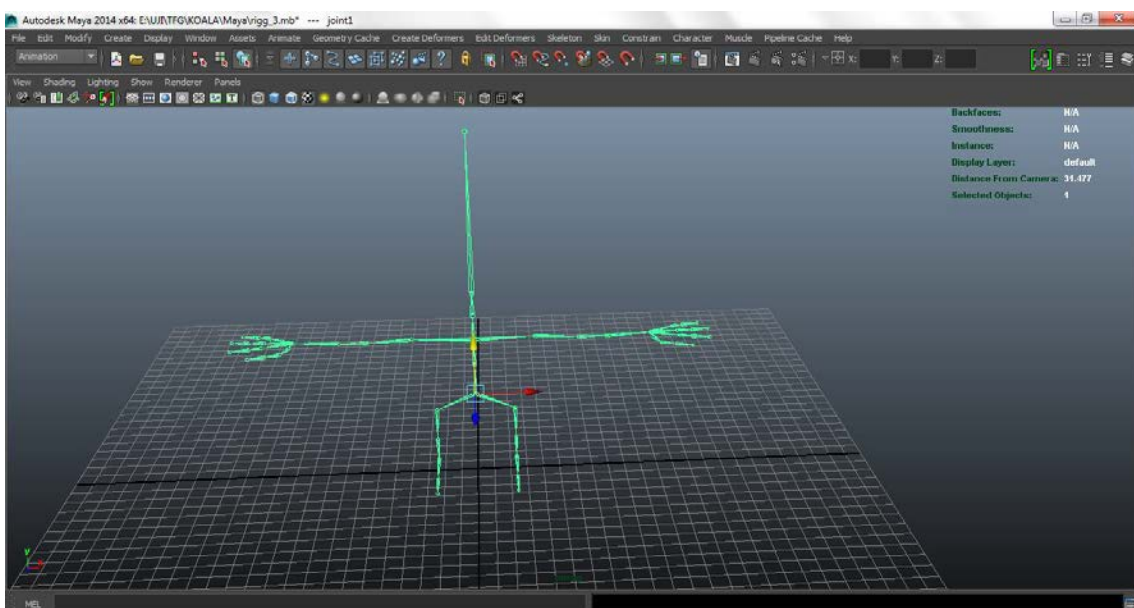 Autodesk Maya 2014 x64: E:\UJI\TFG\KOALA\Maya\rigg_3.mb* --- joint1
File Edit Modify Create Display Window Assets Animate Geometry Cache Create Deformers Edit Deformers Skeleton Skin Constrain Character Muscle Pipeline Cache Help
Animation X: Y: Z:
View Shading Lighting Show Renderer Panels
Backfaces: N/A
Smoothness: N/A
Instance: N/A
Display Layer: default
Distance From Camera: 31.477
Selected Objects: 1
y
x
MEL